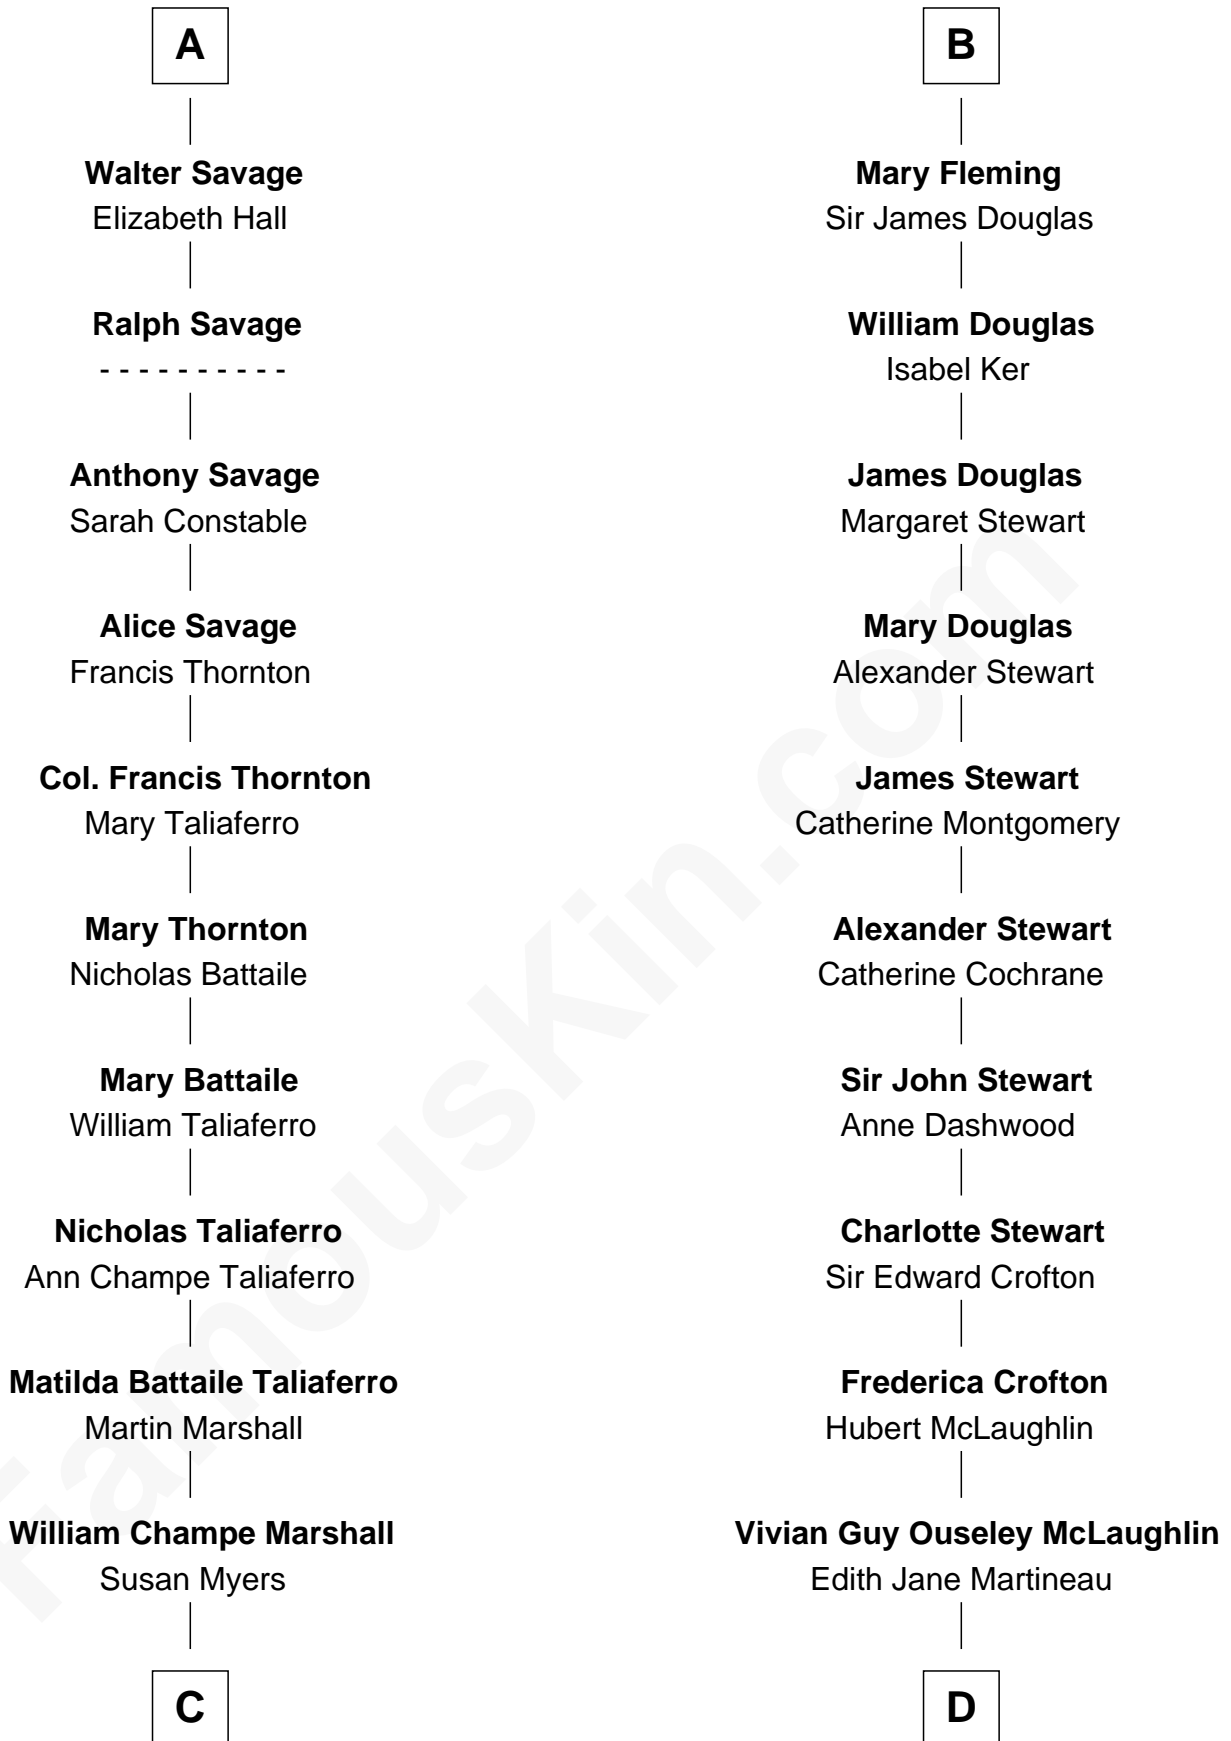 A
Walter Savage
Elizabeth Hall
Ralph Savage
- - - - - - - - - -
Anthony Savage
Sarah Constable
Alice Savage
Francis Thornton
Col. Francis Thornton
Mary Taliaferro
Mary Thornton
Nicholas Battaile
Mary Battaile
William Taliaferro
Nicholas Taliaferro
Ann Champe Taliaferro
Matilda Battaile Taliaferro
Martin Marshall
William Champe Marshall
Susan Myers
C
B
Mary Fleming
Sir James Douglas
William Douglas
Isabel Ker
James Douglas
Margaret Stewart
Mary Douglas
Alexander Stewart
James Stewart
Catherine Montgomery
Alexander Stewart
Catherine Cochrane
Sir John Stewart
Anne Dashwood
Charlotte Stewart
Sir Edward Crofton
Frederica Crofton
Hubert McLaughlin
Vivian Guy Ouseley McLaughlin
Edith Jane Martineau
D
FamousKin.com